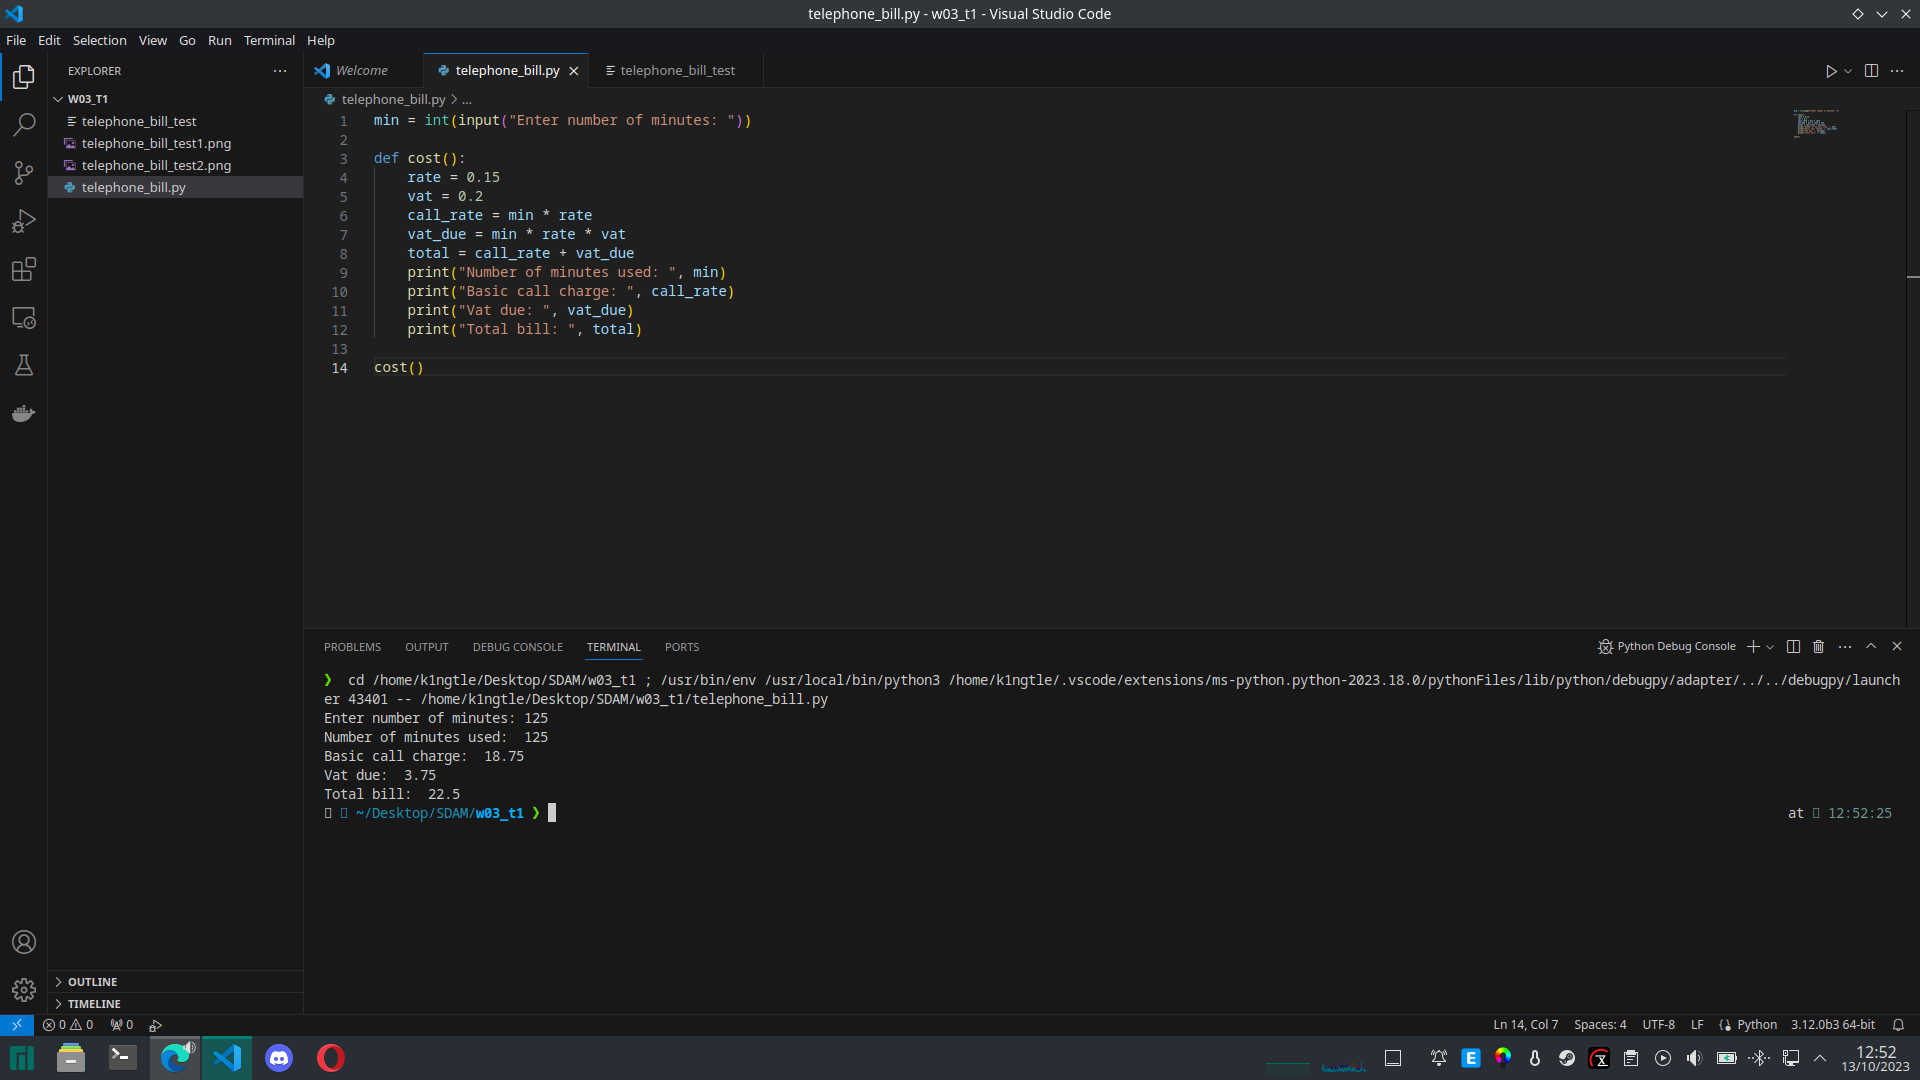 telephone_bill.py - w03_t1 - Visual Studio Code
File Edit Selection View Go Run Terminal Help
EXPLORER
W03_T1
telephone_bill_test
telephone_bill_test1.png
telephone_bill_test2.png
telephone_bill.py
OUTLINE
TIMELINE
Welcome telephone_bill.py telephone_bill_test
telephone_bill.py > ...
1 min = int(input("Enter number of minutes: "))
2
3 def cost():
4 rate = 0.15
5 vat = 0.2
6 call_rate = min * rate
7 vat_due = min * rate * vat
8 total = call_rate + vat_due
9 print("Number of minutes used: ", min)
10 print("Basic call charge: ", call_rate)
11 print("Vat due: ", vat_due)
12 print("Total bill: ", total)
13
14 cost()
PROBLEMS OUTPUT DEBUG CONSOLE TERMINAL PORTS
Python Debug Console
❯ cd /home/k1ngtle/Desktop/SDAM/w03_t1 ; /usr/bin/env /usr/local/bin/python3 /home/k1ngtle/.vscode/extensions/ms-python.python-2023.18.0/pythonFiles/lib/python/debugpy/adapter/../../debugpy/launch
er 43401 -- /home/k1ngtle/Desktop/SDAM/w03_t1/telephone_bill.py
Enter number of minutes: 125
Number of minutes used:  125
Basic call charge:  18.75
Vat due:  3.75
Total bill:  22.5
~/Desktop/SDAM/w03_t1 ❯ at 12:52:25
0 0 0 Ln 14, Col 7 Spaces: 4 UTF-8 LF Python 3.12.0b3 64-bit
12:52
13/10/2023